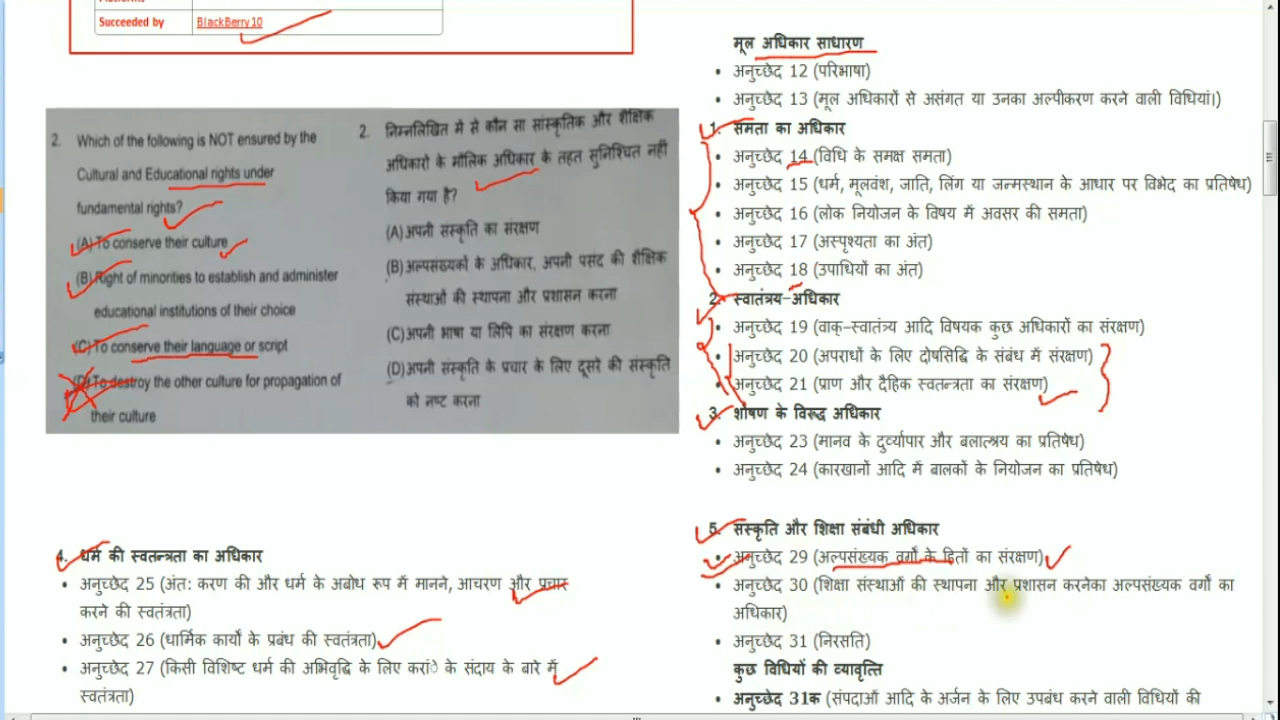 Succeeded by BlackBerry 10
2. Which of the following is NOT ensured by the
Cultural and Educational rights under
fundamental rights?
(A) To conserve their culture
(B) Right of minorities to establish and administer
educational institutions of their choice
(C) To conserve their language or script
(D) To destroy the other culture for propagation of
their culture
2. निम्नलिखित में से कौन सा सांस्कृतिक और शैक्षिक
अधिकारो के मौलिक अधिकार के तहत सुनिश्चित नहीं
किया गया है?
(A) अपनी संस्कृति का संरक्षण
(B) अल्पसंख्यकों के अधिकार, अपनी पसंद की शैक्षिक
संस्थाओं की स्थापना और प्रशासन करना
(C) अपनी भाषा या लिपि का संरक्षण करना
(D) अपनी संस्कृति के प्रचार के लिए दूसरे की संस्कृति
को नष्ट करना
4. धर्म की स्वतन्त्रता का अधिकार
• अनुच्छेद 25 (अंत: करण की और धर्म के अबोध रूप में मानने, आचरण और प्रचार
करने की स्वतंत्रता)
• अनुच्छेद 26 (धार्मिक कार्यों के प्रबंध की स्वतंत्रता)
• अनुच्छेद 27 (किसी विशिष्ट धर्म की अभिवृद्धि के लिए करांे के संदाय के बारे में
स्वतंत्रता)
मूल अधिकार साधारण
• अनुच्छेद 12 (परिभाषा)
• अनुच्छेद 13 (मूल अधिकारों से असंगत या उनका अल्पीकरण करने वाली विधियां।)
1. समता का अधिकार
• अनुच्छेद 14 (विधि के समक्ष समता)
• अनुच्छेद 15 (धर्म, मूलवंश, जाति, लिंग या जन्मस्थान के आधार पर विभेद का प्रतिषेध)
• अनुच्छेद 16 (लोक नियोजन के विषय में अवसर की समता)
• अनुच्छेद 17 (अस्पृश्यता का अंत)
• अनुच्छेद 18 (उपाधियों का अंत)
2. स्वातंत्रय–अधिकार
• अनुच्छेद 19 (वाक्–स्वातंत्र्य आदि विषयक कुछ अधिकारों का संरक्षण)
• अनुच्छेद 20 (अपराधों के लिए दोषसिद्धि के संबंध में संरक्षण)
• अनुच्छेद 21 (प्राण और दैहिक स्वतन्त्रता का संरक्षण)
3. शोषण के विरुद्ध अधिकार
• अनुच्छेद 23 (मानव के दुर्व्यापार और बलात्श्रय का प्रतिषेध)
• अनुच्छेद 24 (कारखानों आदि में बालकों के नियोजन का प्रतिषेध)
5. संस्कृति और शिक्षा संबंधी अधिकार
• अनुच्छेद 29 (अल्पसंख्यक वर्गों के हितों का संरक्षण)
• अनुच्छेद 30 (शिक्षा संस्थाओं की स्थापना और प्रशासन करनेका अल्पसंख्यक वर्गों का
अधिकार)
• अनुच्छेद 31 (निरसति)
कुछ विधियों की व्यावृत्ति
• अनुच्छेद 31क (संपदाओं आदि के अर्जन के लिए उपबंध करने वाली विधियों की